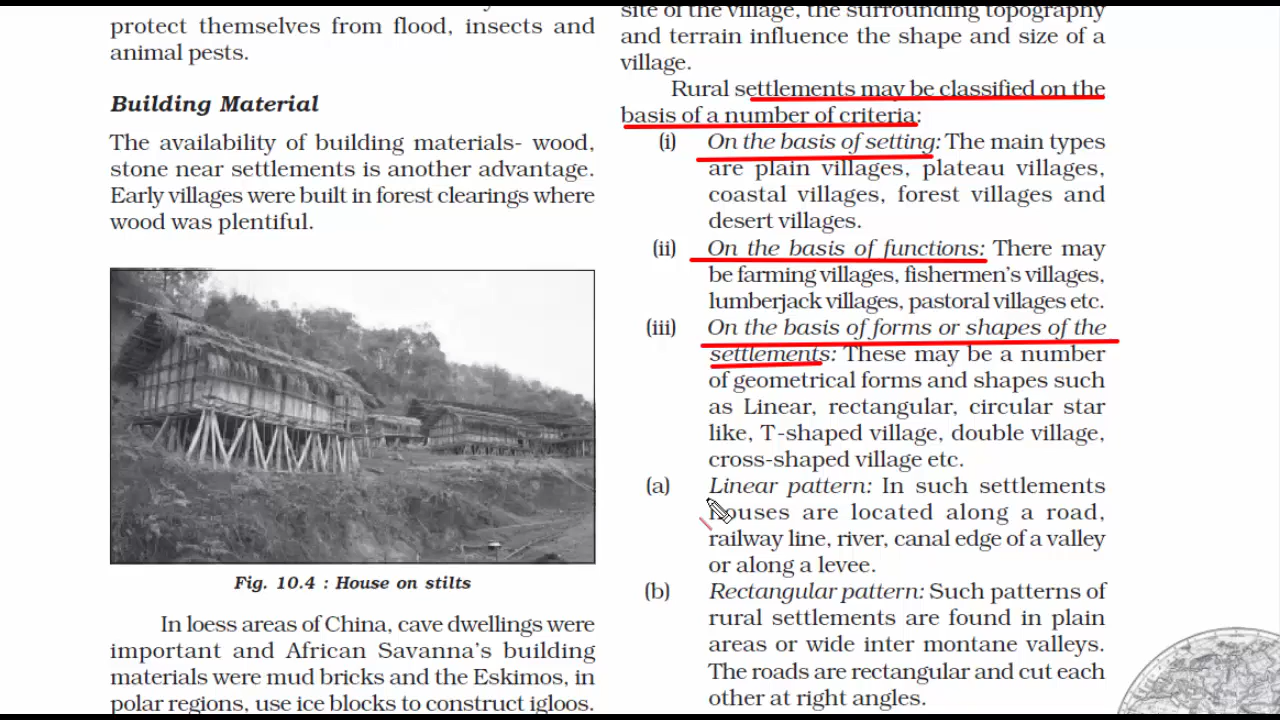 protect themselves from flood, insects and
animal pests.
Building Material
The availability of building materials- wood,
stone near settlements is another advantage.
Early villages were built in forest clearings where
wood was plentiful.
Fig. 10.4 : House on stilts
In loess areas of China, cave dwellings were
important and African Savanna's building
materials were mud bricks and the Eskimos, in
polar regions, use ice blocks to construct igloos.
site of the village, the surrounding topography
and terrain influence the shape and size of a
village.
Rural settlements may be classified on the
basis of a number of criteria:
(i) On the basis of setting: The main types
are plain villages, plateau villages,
coastal villages, forest villages and
desert villages.
(ii) On the basis of functions: There may
be farming villages, fishermen's villages,
lumberjack villages, pastoral villages etc.
(iii) On the basis of forms or shapes of the
settlements: These may be a number
of geometrical forms and shapes such
as Linear, rectangular, circular star
like, T-shaped village, double village,
cross-shaped village etc.
(a) Linear pattern: In such settlements
houses are located along a road,
railway line, river, canal edge of a valley
or along a levee.
(b) Rectangular pattern: Such patterns of
rural settlements are found in plain
areas or wide inter montane valleys.
The roads are rectangular and cut each
other at right angles.